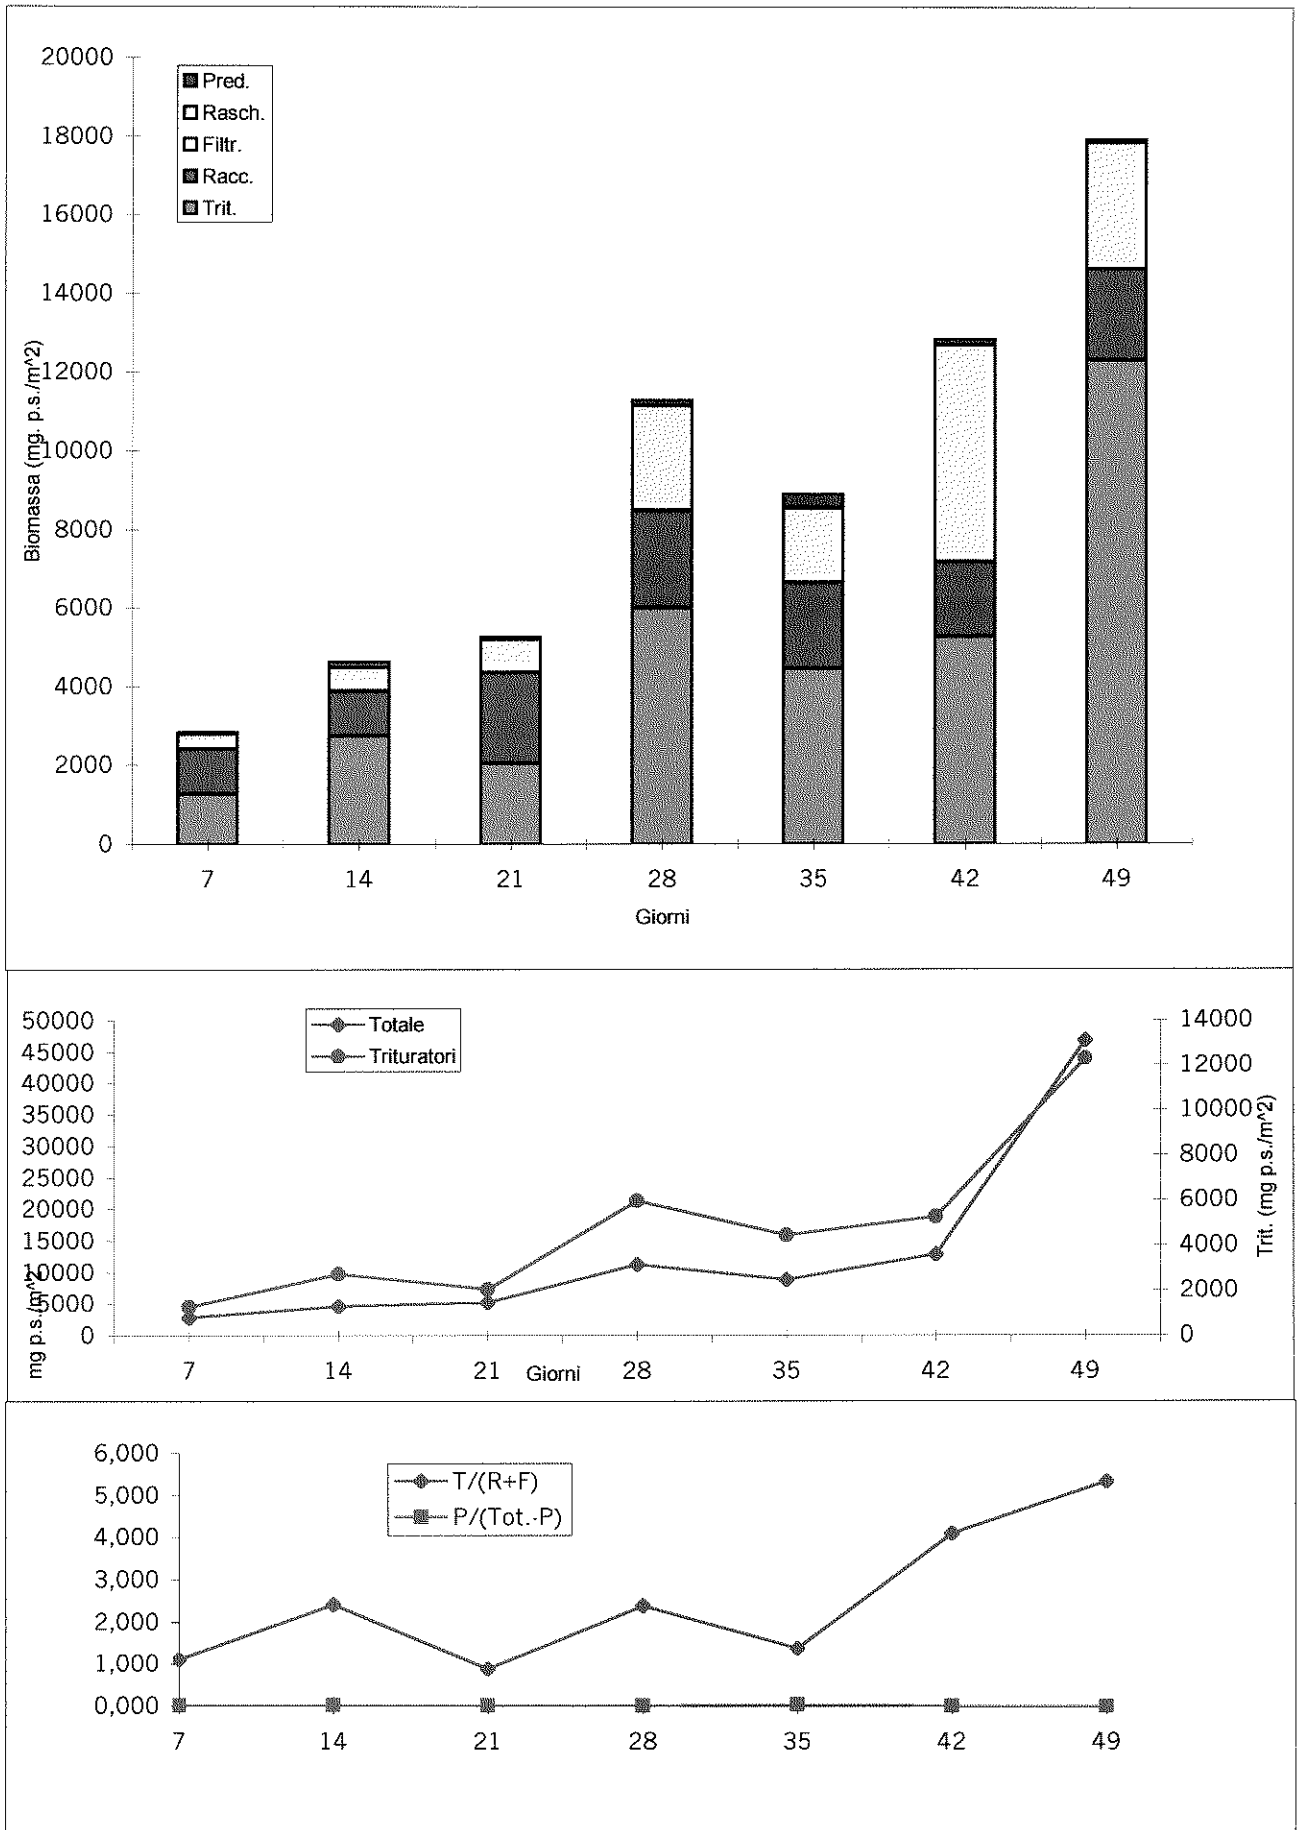 20000
18000
16000
14000
12000
10000
8000
6000
4000
2000
0
Biomassa (mg. p.s./m^2)
Pred.
Rasch.
Filtr.
Racc.
Trit.
7 14 21 28 35 42 49
Giorni
50000
45000
40000
35000
30000
25000
20000
15000
10000
5000
0
mg p.s./m^2
Totale
Trituratori
14000
12000
10000
8000
6000
4000
2000
0
Trit. (mg p.s./m^2)
7 14 21 Giorni 28 35 42 49
6,000
5,000
4,000
3,000
2,000
1,000
0,000
T/(R+F)
P/(Tot.-P)
7 14 21 28 35 42 49